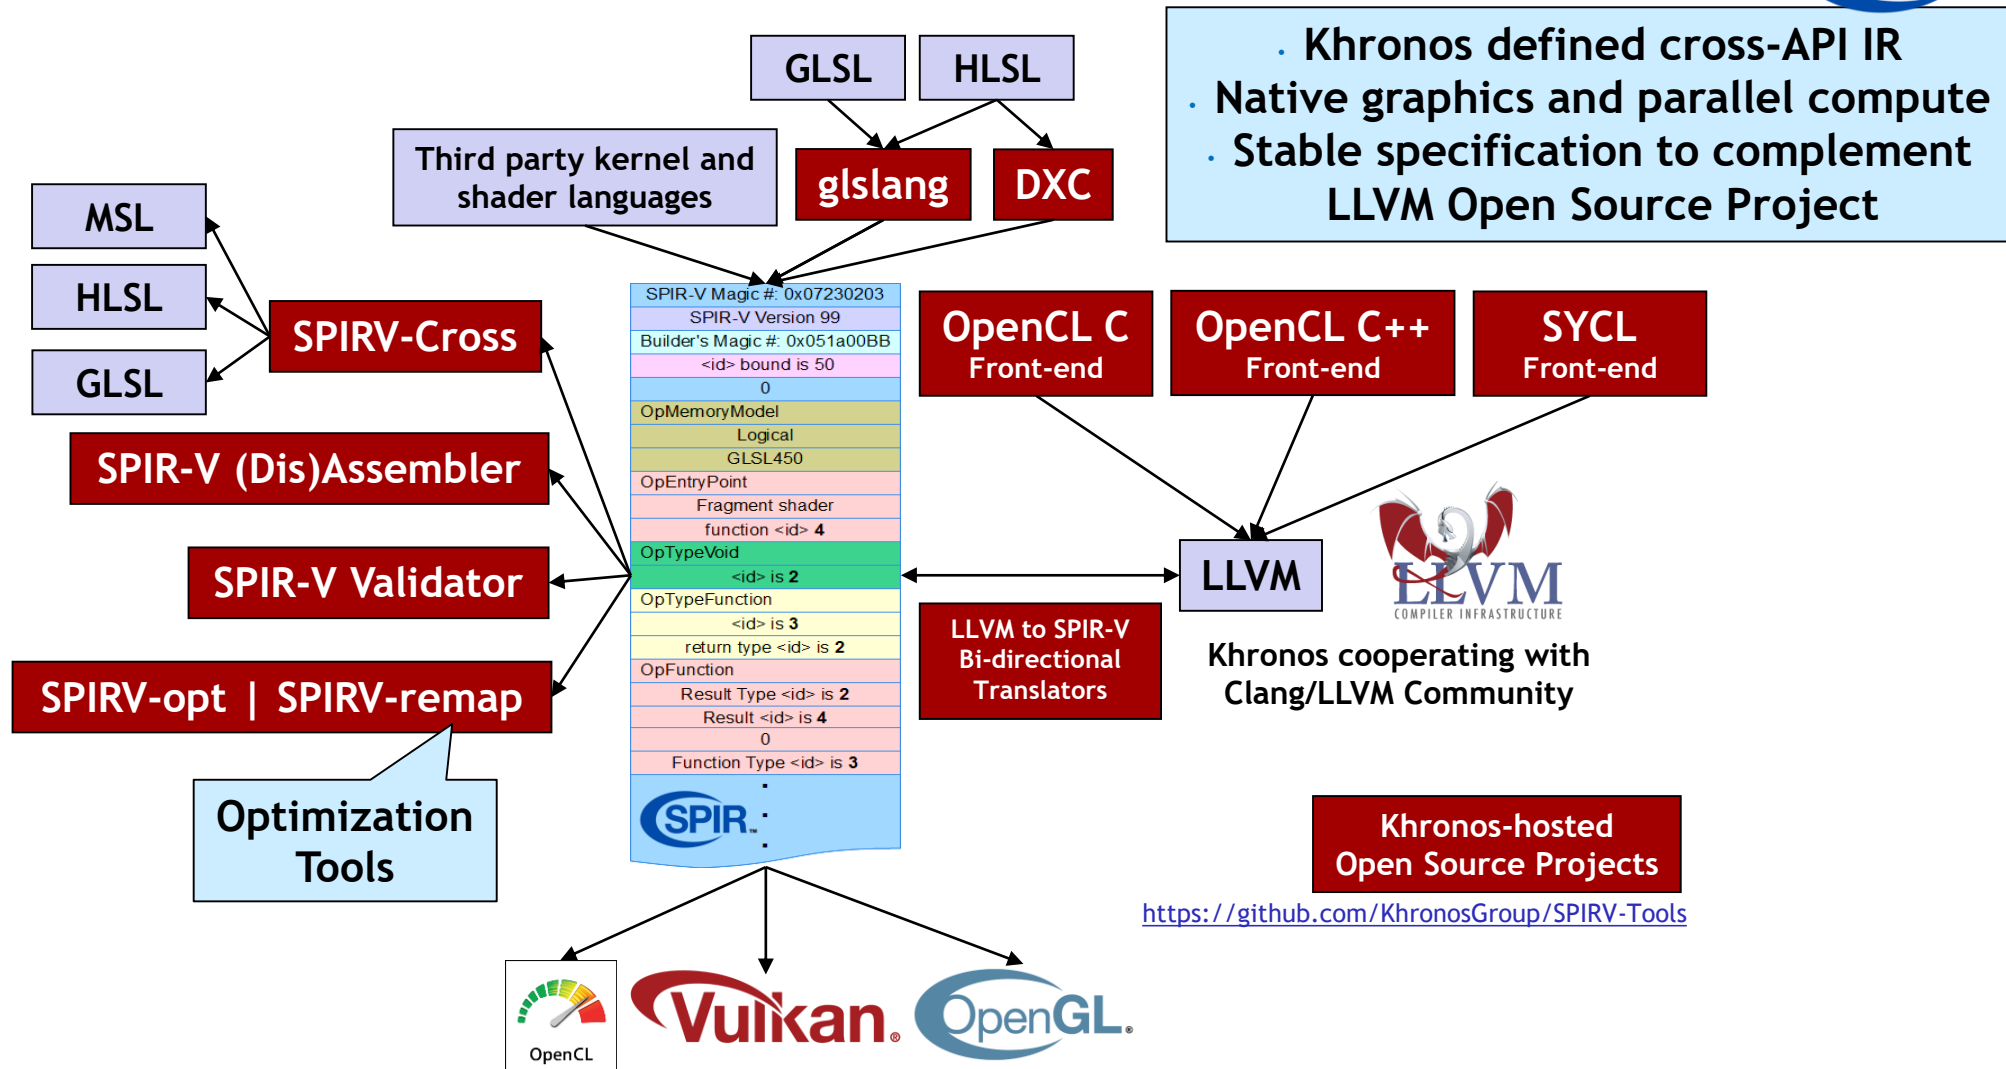 · Khronos defined cross-API IR
· Native graphics and parallel compute
· Stable specification to complement
LLVM Open Source Project
GLSL
HLSL
Third party kernel and
shader languages
glslang
DXC
MSL
HLSL
GLSL
SPIRV-Cross
SPIR-V (Dis)Assembler
SPIR-V Validator
SPIRV-opt | SPIRV-remap
Optimization
Tools
SPIR-V Magic #: 0x07230203
SPIR-V Version 99
Builder's Magic #: 0x051a00BB
<id> bound is 50
0
OpMemoryModel
Logical
GLSL450
OpEntryPoint
Fragment shader
function <id> 4
OpTypeVoid
<id> is 2
OpTypeFunction
<id> is 3
return type <id> is 2
OpFunction
Result Type <id> is 2
Result <id> is 4
0
Function Type <id> is 3
SPIR™
OpenCL C
Front-end
OpenCL C++
Front-end
SYCL
Front-end
LLVM
LLVM
COMPILER INFRASTRUCTURE
LLVM to SPIR-V
Bi-directional
Translators
Khronos cooperating with
Clang/LLVM Community
Khronos-hosted
Open Source Projects
https://github.com/KhronosGroup/SPIRV-Tools
OpenCL
Vulkan®
OpenGL®